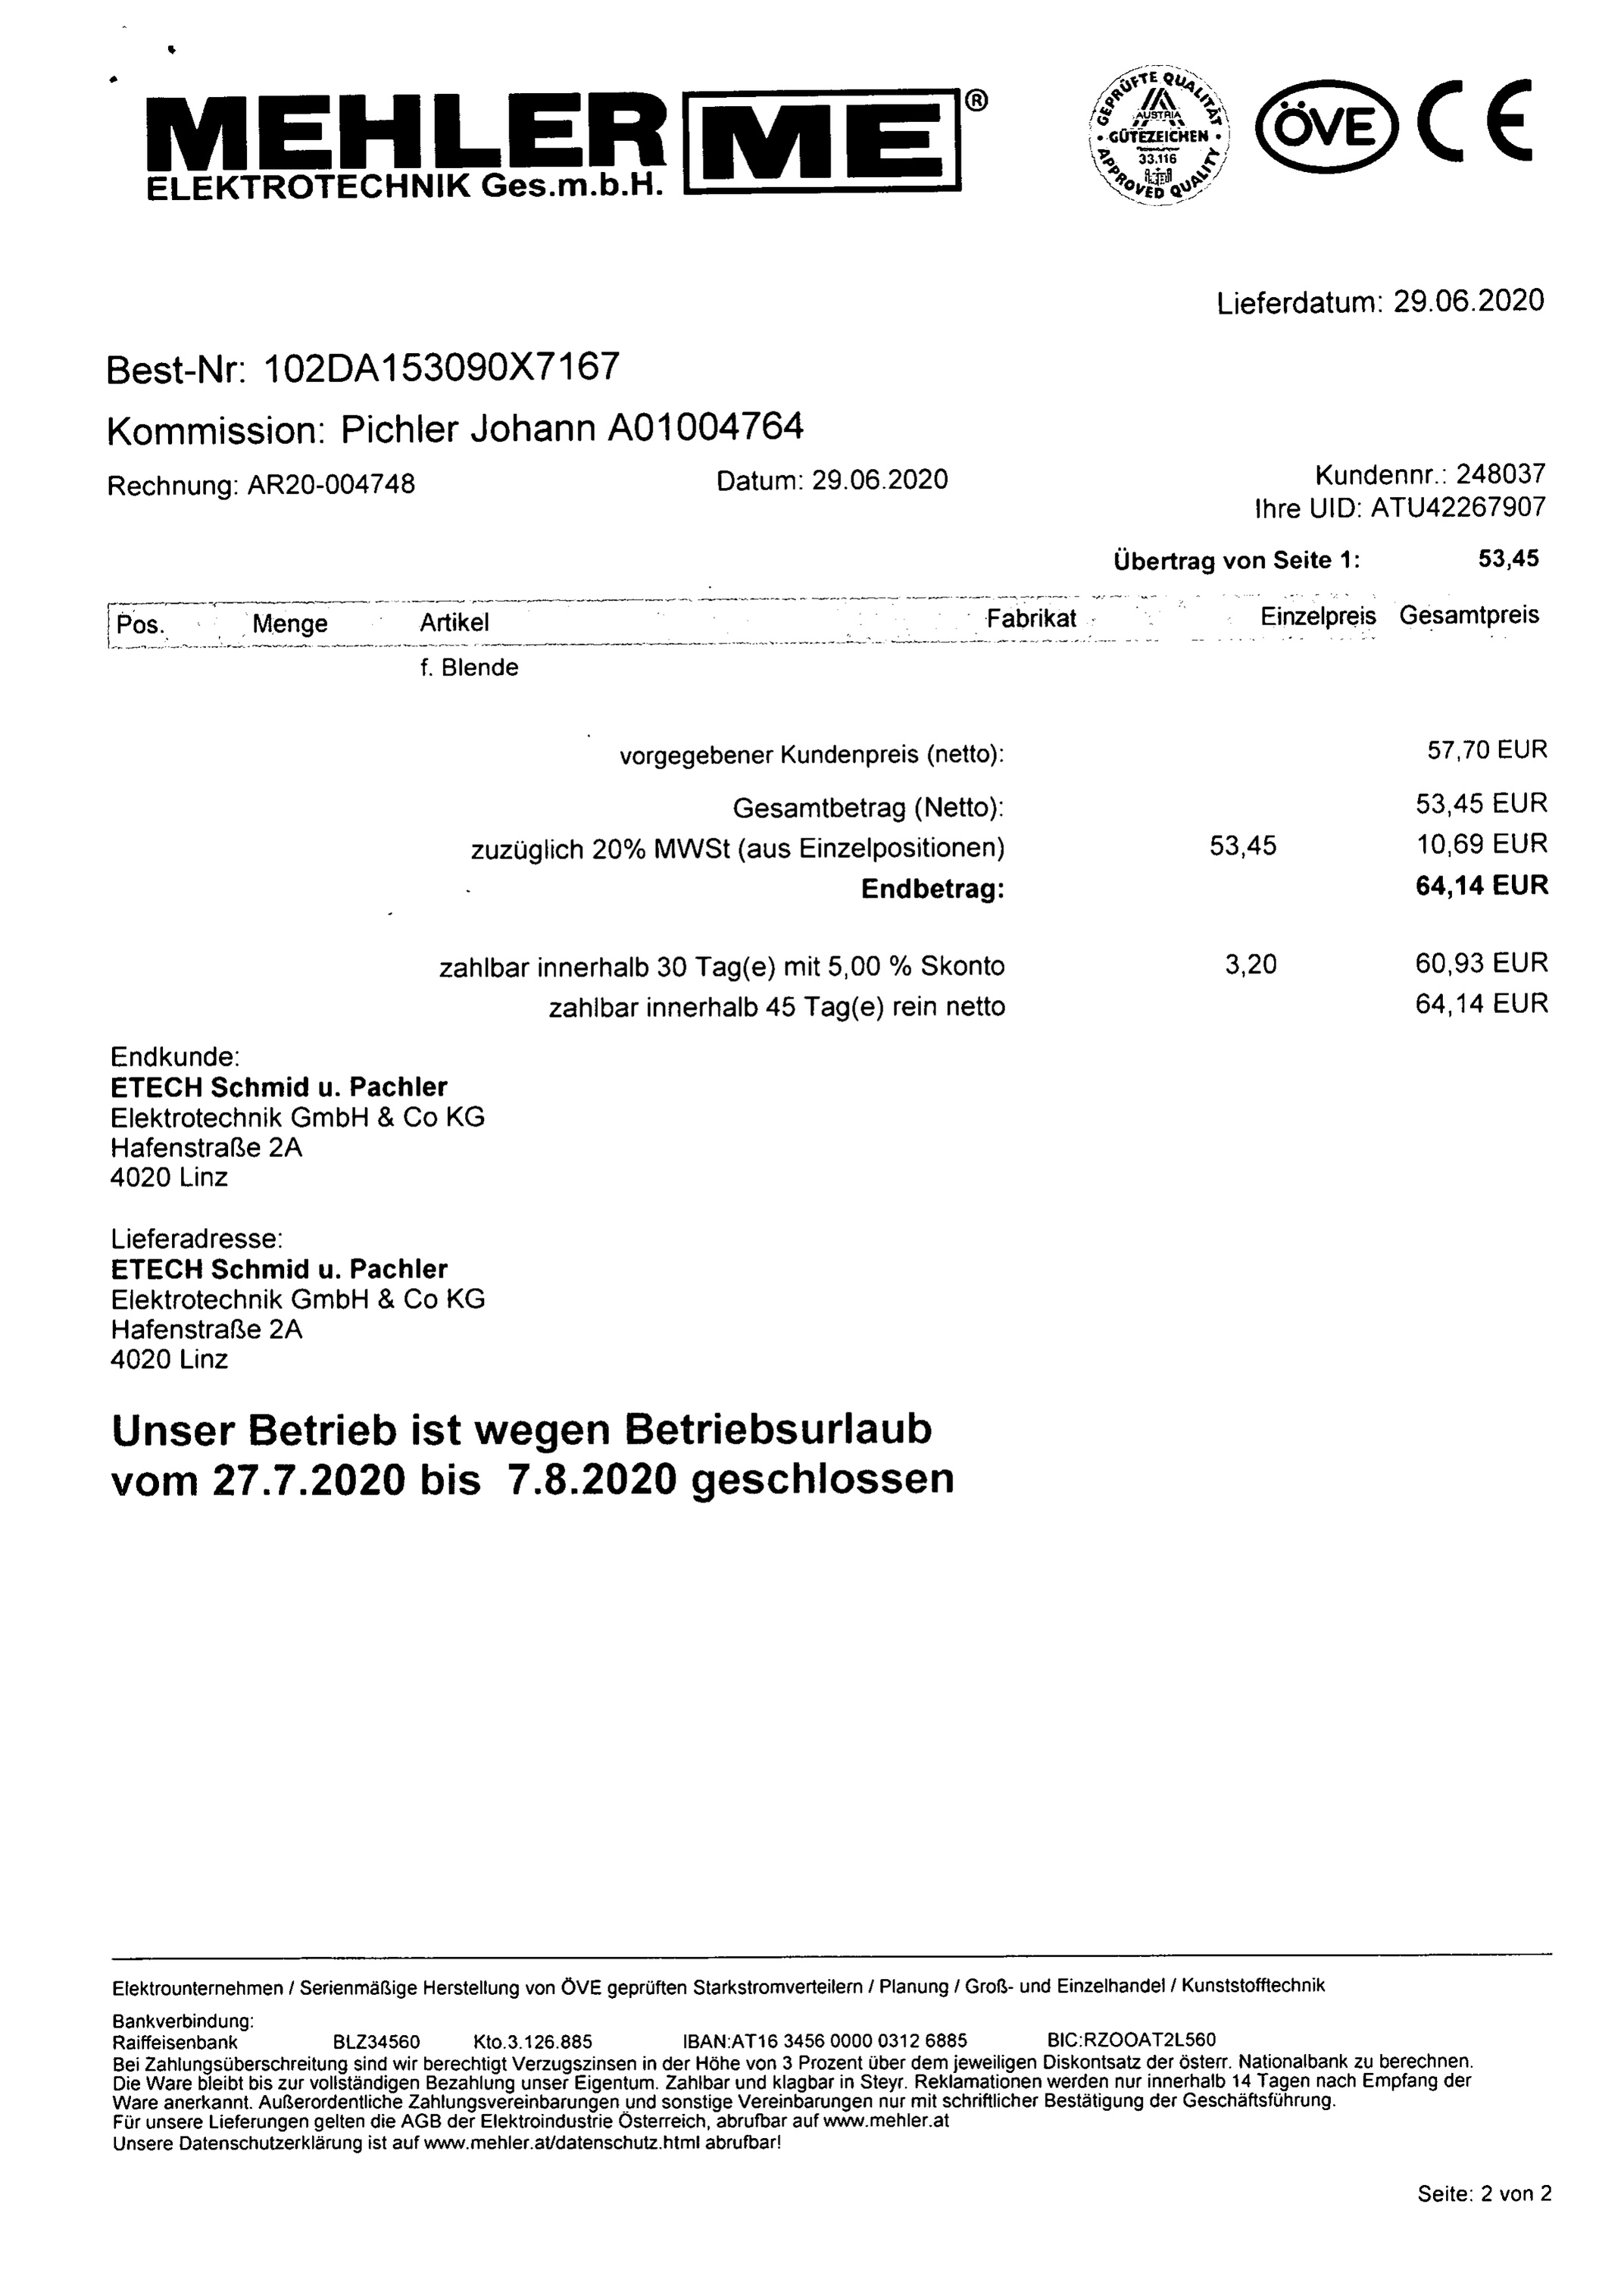 MEHLER ME ®
ELEKTROTECHNIK Ges.m.b.H.
GEPRÜFTE QUALITÄT
AUSTRIA
GÜTEZEICHEN
33.116
APPROVED QUALITY
ÖVE CE
Lieferdatum: 29.06.2020
Best-Nr: 102DA153090X7167
Kommission: Pichler Johann A01004764
Rechnung: AR20-004748 Datum: 29.06.2020 Kundennr.: 248037
Ihre UID: ATU42267907
Übertrag von Seite 1: 53,45
Pos. Menge Artikel Fabrikat Einzelpreis Gesamtpreis
f. Blende
vorgegebener Kundenpreis (netto): 57,70 EUR
Gesamtbetrag (Netto): 53,45 EUR
zuzüglich 20% MWSt (aus Einzelpositionen) 53,45 10,69 EUR
Endbetrag: 64,14 EUR
zahlbar innerhalb 30 Tag(e) mit 5,00 % Skonto 3,20 60,93 EUR
zahlbar innerhalb 45 Tag(e) rein netto 64,14 EUR
Endkunde:
ETECH Schmid u. Pachler
Elektrotechnik GmbH & Co KG
Hafenstraße 2A
4020 Linz
Lieferadresse:
ETECH Schmid u. Pachler
Elektrotechnik GmbH & Co KG
Hafenstraße 2A
4020 Linz
Unser Betrieb ist wegen Betriebsurlaub
vom 27.7.2020 bis 7.8.2020 geschlossen
Elektrounternehmen / Serienmäßige Herstellung von ÖVE geprüften Starkstromverteilern / Planung / Groß- und Einzelhandel / Kunststofftechnik
Bankverbindung:
Raiffeisenbank BLZ34560 Kto.3.126.885 IBAN:AT16 3456 0000 0312 6885 BIC:RZOOAT2L560
Bei Zahlungsüberschreitung sind wir berechtigt Verzugszinsen in der Höhe von 3 Prozent über dem jeweiligen Diskontsatz der österr. Nationalbank zu berechnen.
Die Ware bleibt bis zur vollständigen Bezahlung unser Eigentum. Zahlbar und klagbar in Steyr. Reklamationen werden nur innerhalb 14 Tagen nach Empfang der
Ware anerkannt. Außerordentliche Zahlungsvereinbarungen und sonstige Vereinbarungen nur mit schriftlicher Bestätigung der Geschäftsführung.
Für unsere Lieferungen gelten die AGB der Elektroindustrie Österreich, abrufbar auf www.mehler.at
Unsere Datenschutzerklärung ist auf www.mehler.at/datenschutz.html abrufbar!
Seite: 2 von 2